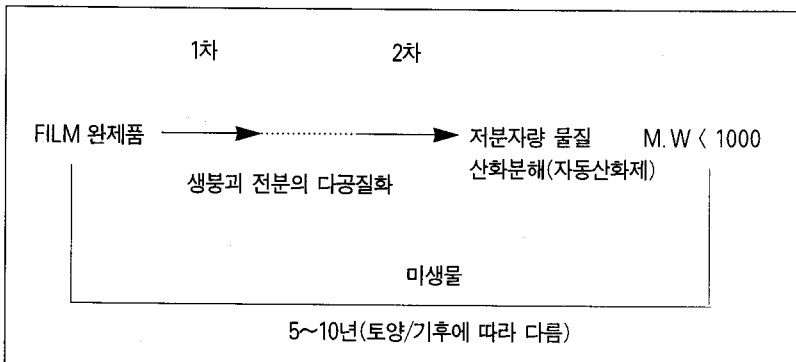 1차 2차
FILM 완제품 저분자량 물질 M.W < 1000
산화분해(자동산화제)
생붕괴 전분의 다공질화
미생물
5~10년(토양/기후에 따라 다름)